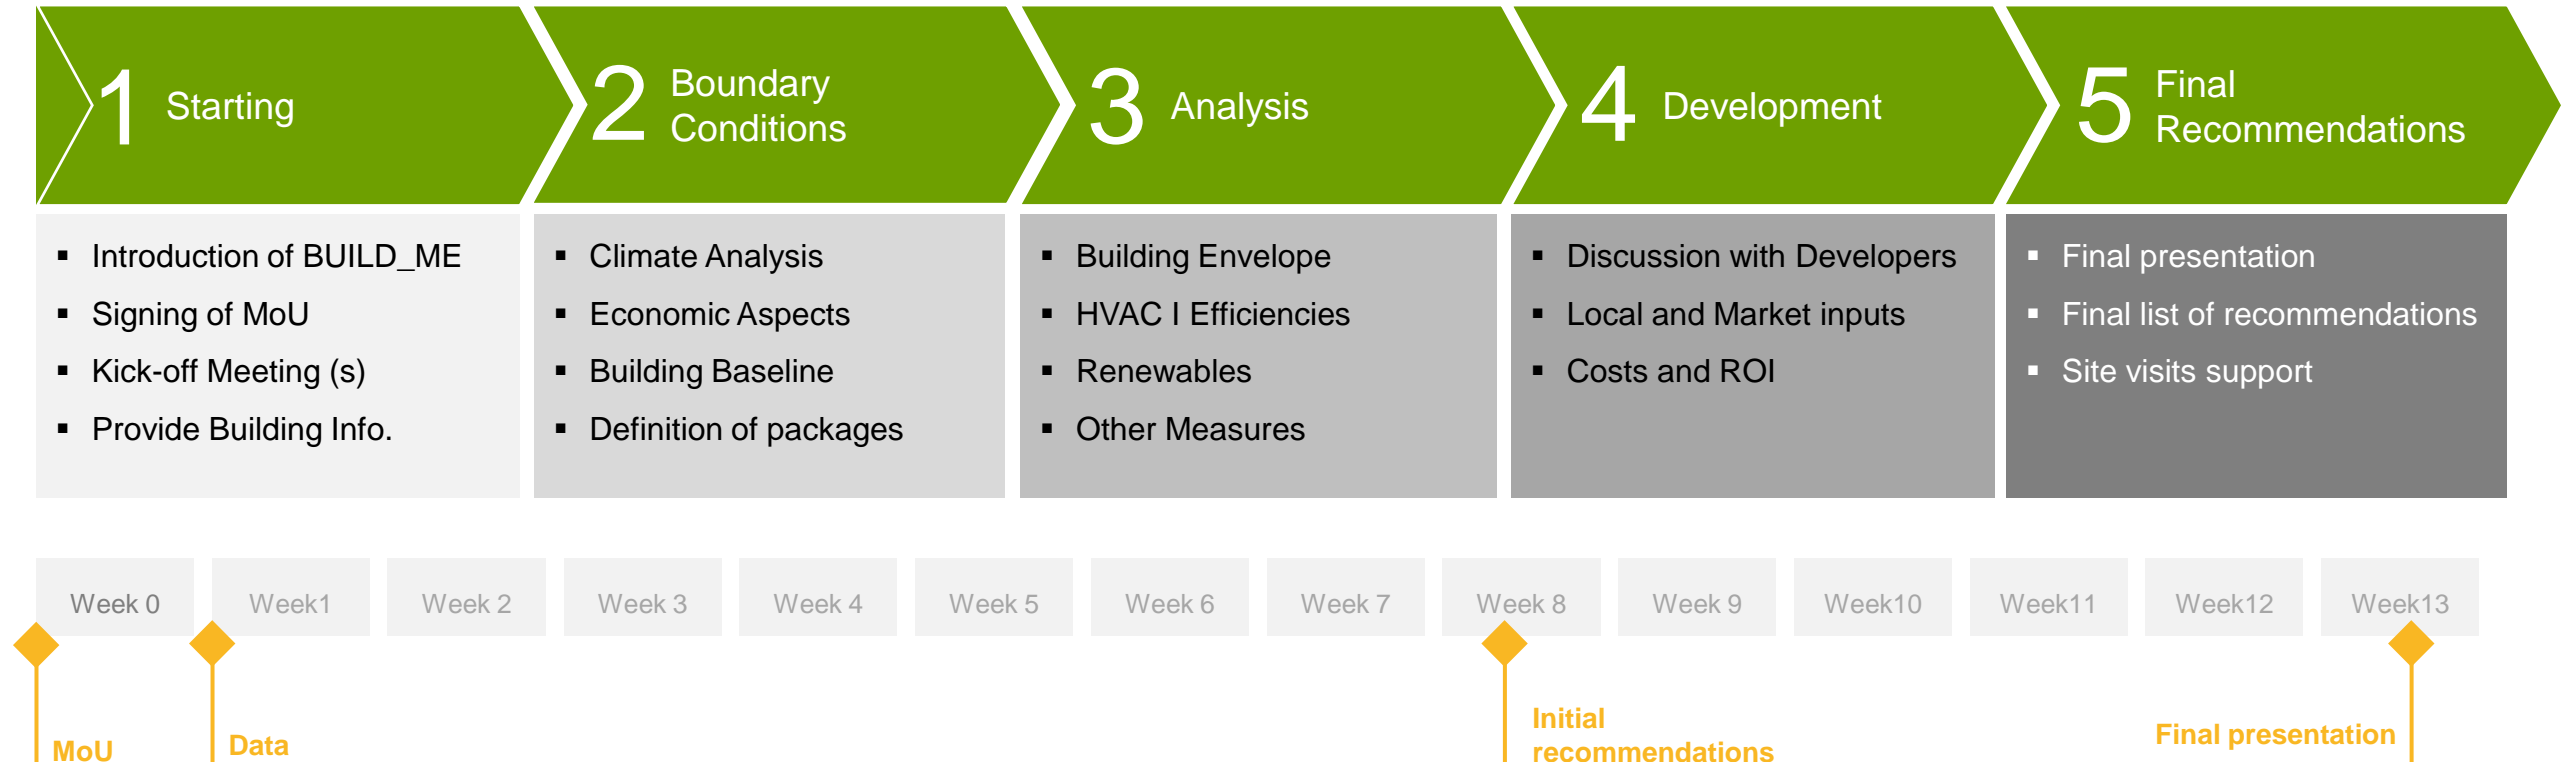 1 Starting
2 Boundary
Conditions
3 Analysis
4 Development
5 Final
Recommendations
▪ Introduction of BUILD_ME
▪ Signing of MoU
▪ Kick-off Meeting (s)
▪ Provide Building Info.
▪ Climate Analysis
▪ Economic Aspects
▪ Building Baseline
▪ Definition of packages
▪ Building Envelope
▪ HVAC I Efficiencies
▪ Renewables
▪ Other Measures
▪ Discussion with Developers
▪ Local and Market inputs
▪ Costs and ROI
▪ Final presentation
▪ Final list of recommendations
▪ Site visits support
Week 0
Week1
Week 2
Week 3
Week 4
Week 5
Week 6
Week 7
Week 8
Week 9
Week10
Week11
Week12
Week13
MoU
Data
Initial
recommendations
Final presentation